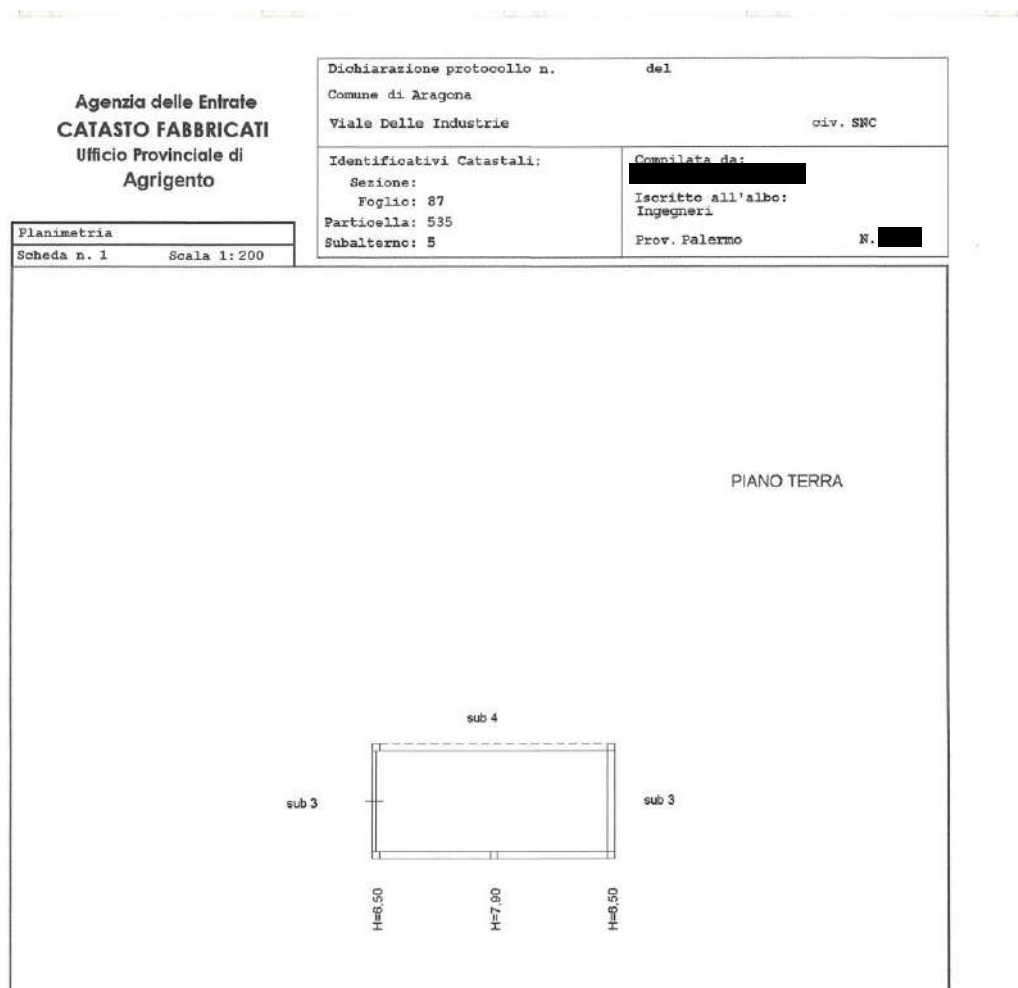 Agenzia delle Entrate
CATASTO FABBRICATI
Ufficio Provinciale di
Agrigento
Dichiarazione protocollo n. del
Comune di Aragona
Viale Delle Industrie civ. SNC
Identificativi Catastali:
Sezione:
Foglio: 87
Particella: 535
Subalterno: 5
Compilata da:
Iscritto all'albo:
Ingegneri
Prov. Palermo N.
Planimetria
Scheda n. 1 Scala 1:200
PIANO TERRA
sub 4
sub 3
sub 3
H=6.50
H=7.90
H=6.50